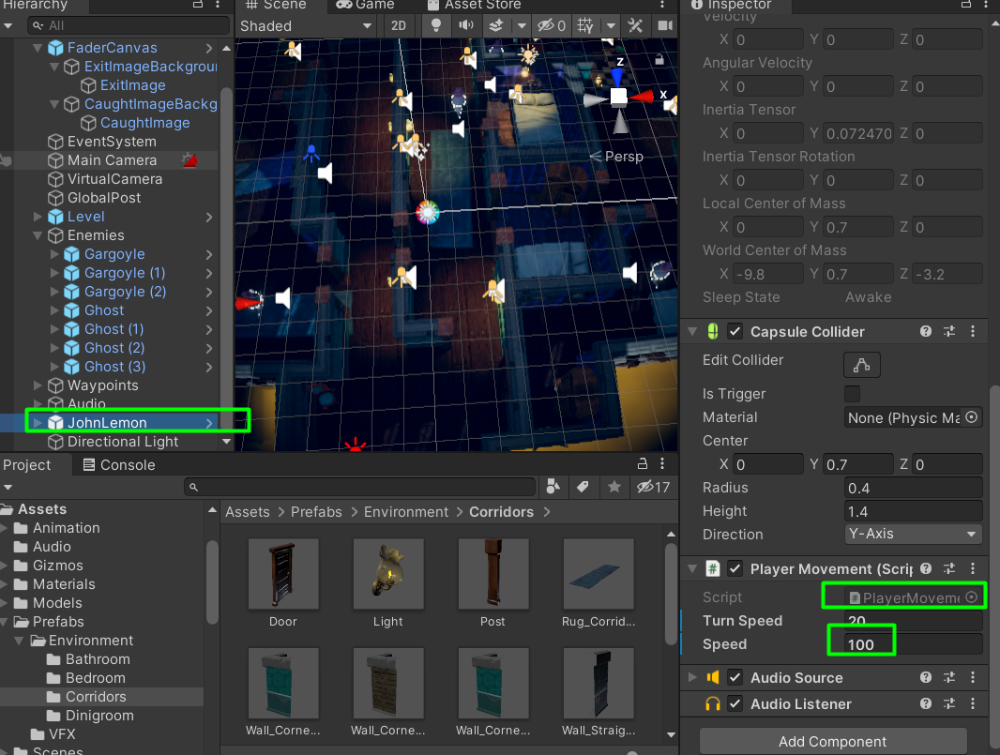 Hierarchy
All
FaderCanvas
ExitImageBackgrou
ExitImage
CaughtImageBackg
CaughtImage
EventSystem
Main Camera
VirtualCamera
GlobalPost
Level
Enemies
Gargoyle
Gargoyle (1)
Gargoyle (2)
Ghost
Ghost (1)
Ghost (2)
Ghost (3)
Waypoints
Audio
JohnLemon
Directional Light
Scene Game Asset Store
Shaded 2D 0
z
x
Persp
Inspector
Velocity
X 0 Y 0 Z 0
Angular Velocity
X 0 Y 0 Z 0
Inertia Tensor
X 0 Y 0.072470 Z 0
Inertia Tensor Rotation
X 0 Y 0 Z 0
Local Center of Mass
X 0 Y 0.7 Z 0
World Center of Mass
X -9.8 Y 0.7 Z -3.2
Sleep State Awake
Capsule Collider
Edit Collider
Is Trigger
Material None (Physic Ma
Center
X 0 Y 0.7 Z 0
Radius 0.4
Height 1.4
Direction Y-Axis
# Player Movement (Scrip
Script # PlayerMoveme
Turn Speed 20
Speed 100
Audio Source
Audio Listener
Add Component
Project Console
17
Assets
Animation
Audio
Gizmos
Materials
Models
Prefabs
Environment
Bathroom
Bedroom
Corridors
Dinigroom
VFX
Scenes
Assets > Prefabs > Environment > Corridors >
Door Light Post Rug_Corrid...
Wall_Corne... Wall_Corne... Wall_Corne... Wall_Straig...